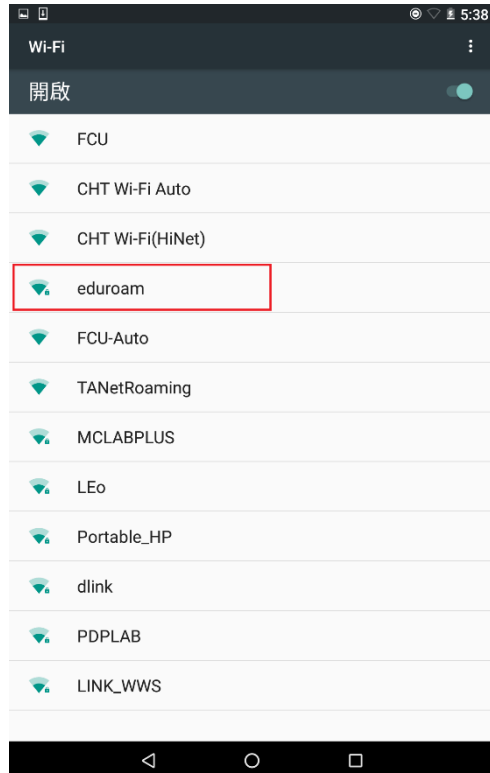 5:38
Wi-Fi
開啟
FCU
CHT Wi-Fi Auto
CHT Wi-Fi(HiNet)
eduroam
FCU-Auto
TANetRoaming
MCLABPLUS
LEo
Portable_HP
dlink
PDPLAB
LINK_WWS